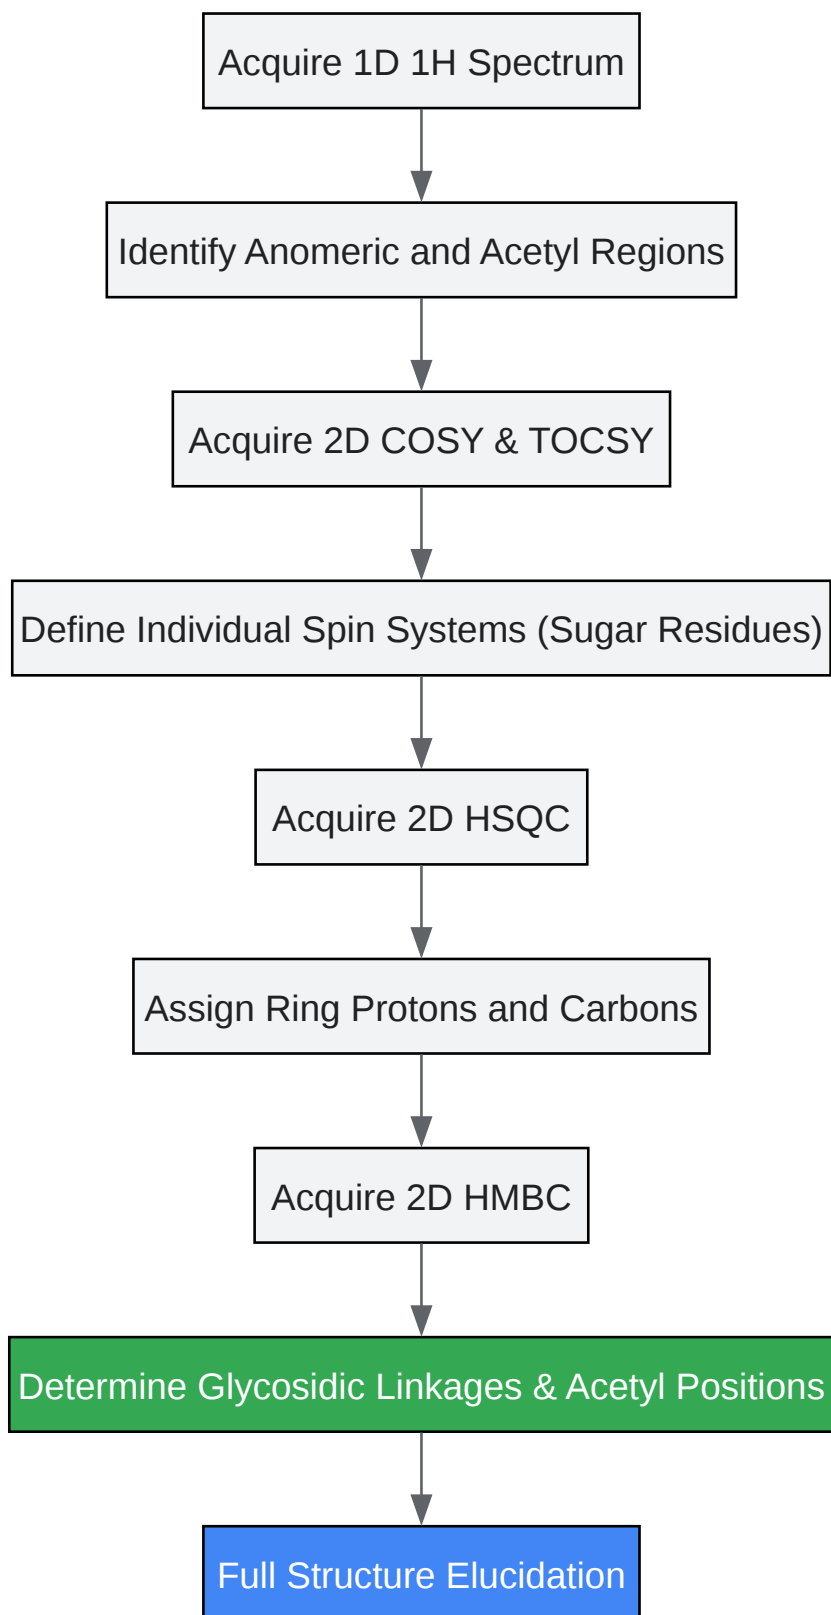 Acquire 1D 1H Spectrum
Identify Anomeric and Acetyl Regions
Acquire 2D COSY & TOCSY
Define Individual Spin Systems (Sugar Residues)
Acquire 2D HSQC
Assign Ring Protons and Carbons
Acquire 2D HMBC
Determine Glycosidic Linkages & Acetyl Positions
Full Structure Elucidation